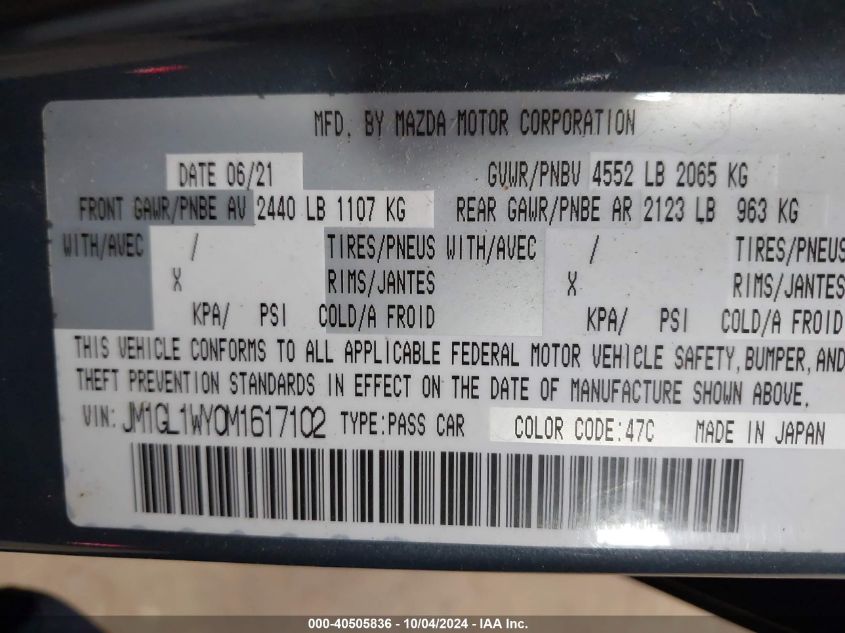 MFD. BY MAZDA MOTOR CORPORATION
DATE 06/21 GVWR/PNBV 4552 LB 2065 KG
FRONT GAWR/PNBE AV 2440 LB 1107 KG REAR GAWR/PNBE AR 2123 LB 963 KG
WITH/AVEC / TIRES/PNEUS WITH/AVEC / TIRES/PNEUS
X RIMS/JANTES X RIMS/JANTES
KPA/ PSI COLD/A FROID KPA/ PSI COLD/A FROID
THIS VEHICLE CONFORMS TO ALL APPLICABLE FEDERAL MOTOR VEHICLE SAFETY, BUMPER, AND
THEFT PREVENTION STANDARDS IN EFFECT ON THE DATE OF MANUFACTURE SHOWN ABOVE.
VIN: JM1GL1WY0M1617102 TYPE:PASS CAR COLOR CODE:47C MADE IN JAPAN
000-40505836 - 10/04/2024 - IAA Inc.